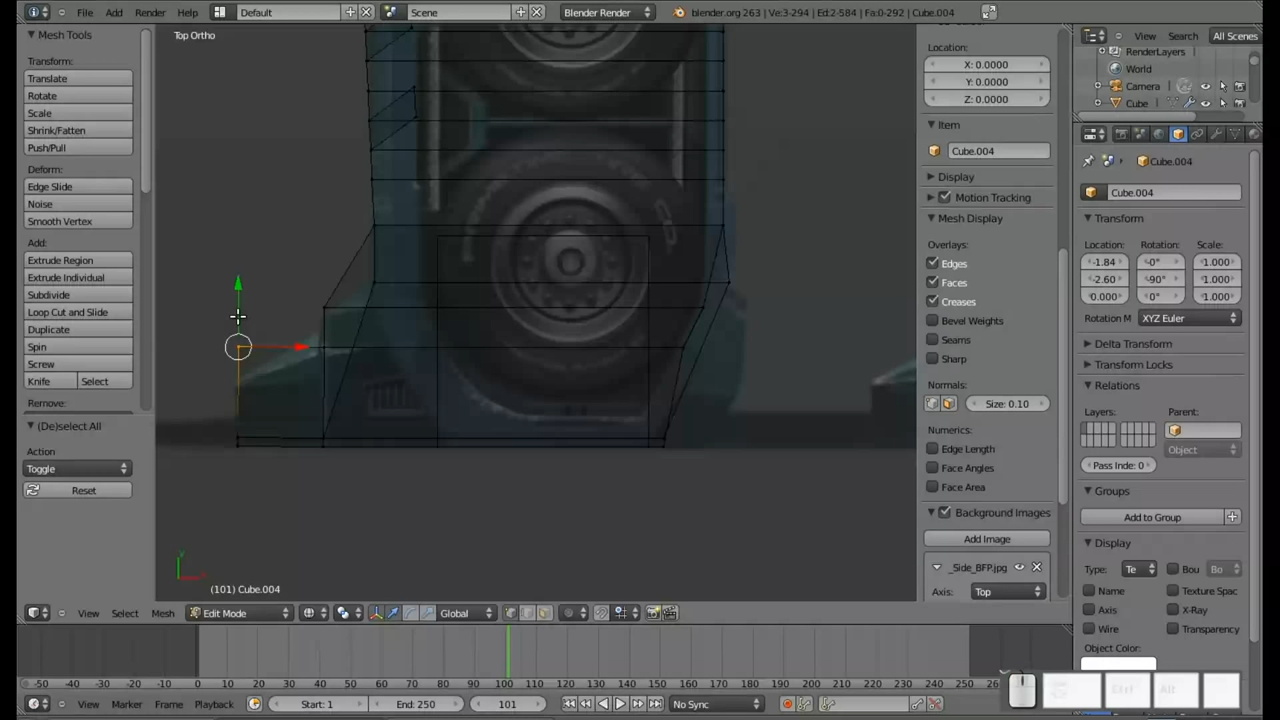 File Add Render Help Default Scene Blender Render blender.org 263 | Ve:3-294 | Ed:2-584 | Fa:0-292 | Cube.004
Mesh Tools
Transform:
Translate
Rotate
Scale
Shrink/Fatten
Push/Pull
Deform:
Edge Slide
Noise
Smooth Vertex
Add:
Extrude Region
Extrude Individual
Subdivide
Loop Cut and Slide
Duplicate
Spin
Screw
Knife Select
Remove:
(De)select All
Action
Toggle
Reset
Top Ortho
(101) Cube.004
View Select Mesh Edit Mode Global
Location:
X: 0.0000
Y: 0.0000
Z: 0.0000
Item
Cube.004
Display
Motion Tracking
Mesh Display
Overlays:
Edges
Faces
Creases
Bevel Weights
Seams
Sharp
Normals:
Size: 0.10
Numerics:
Edge Length
Face Angles
Face Area
Background Images
Add Image
_Side_BFP.jpg
Axis: Top
View Search All Scenes
RenderLayers
World
Camera
Cube
Cube.004
Cube.004
Transform
Location: Rotation: Scale:
-1.84 -0° 1.000
-2.60 -90° 1.000
0.000 0° 1.000
Rotation M XYZ Euler
Delta Transform
Transform Locks
Relations
Layers: Parent:
Pass Inde: 0 Object
Groups
Add to Group
Display
Type: Te Bou Bo
Name Texture Spac
Axis X-Ray
Wire Transparency
Object Color:
Ctrl Alt
-50 -40 -30 -20 -10 0 10 20 30 40 50 60 70 80 90 100 110 120 130 140 150 160 170 180 190 200 210 220 230 240 250
View Marker Frame Playback Start: 1 End: 250 101 No Sync